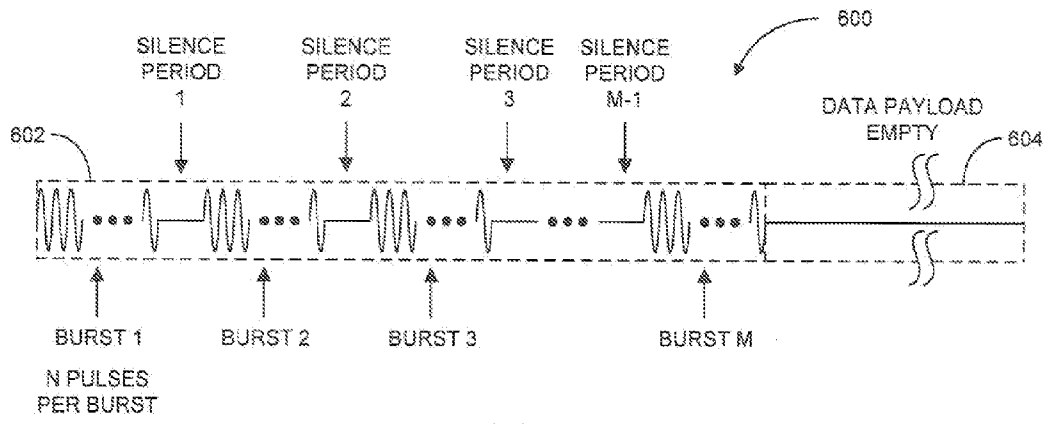 600
SILENCE
PERIOD
1
SILENCE
PERIOD
2
SILENCE
PERIOD
3
SILENCE
PERIOD
M-1
DATA PAYLOAD
EMPTY
602
604
BURST 1
BURST 2
BURST 3
BURST M
N PULSES
PER BURST